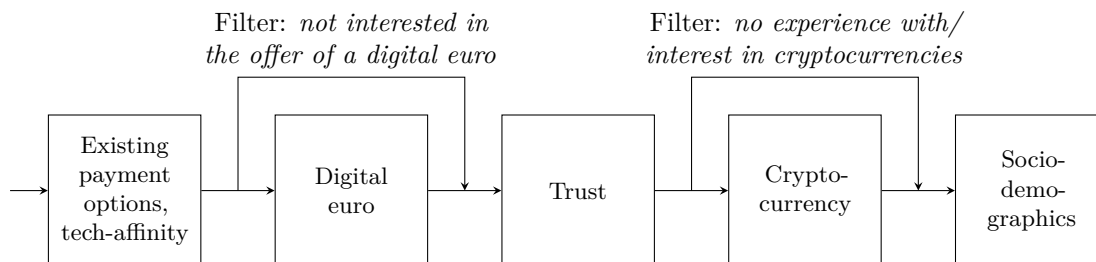 Filter: not interested in
the offer of a digital euro
Filter: no experience with/
interest in cryptocurrencies
Existing
payment
options,
tech-affinity
Digital
euro
Trust
Crypto-
currency
Socio-
demo-
graphics